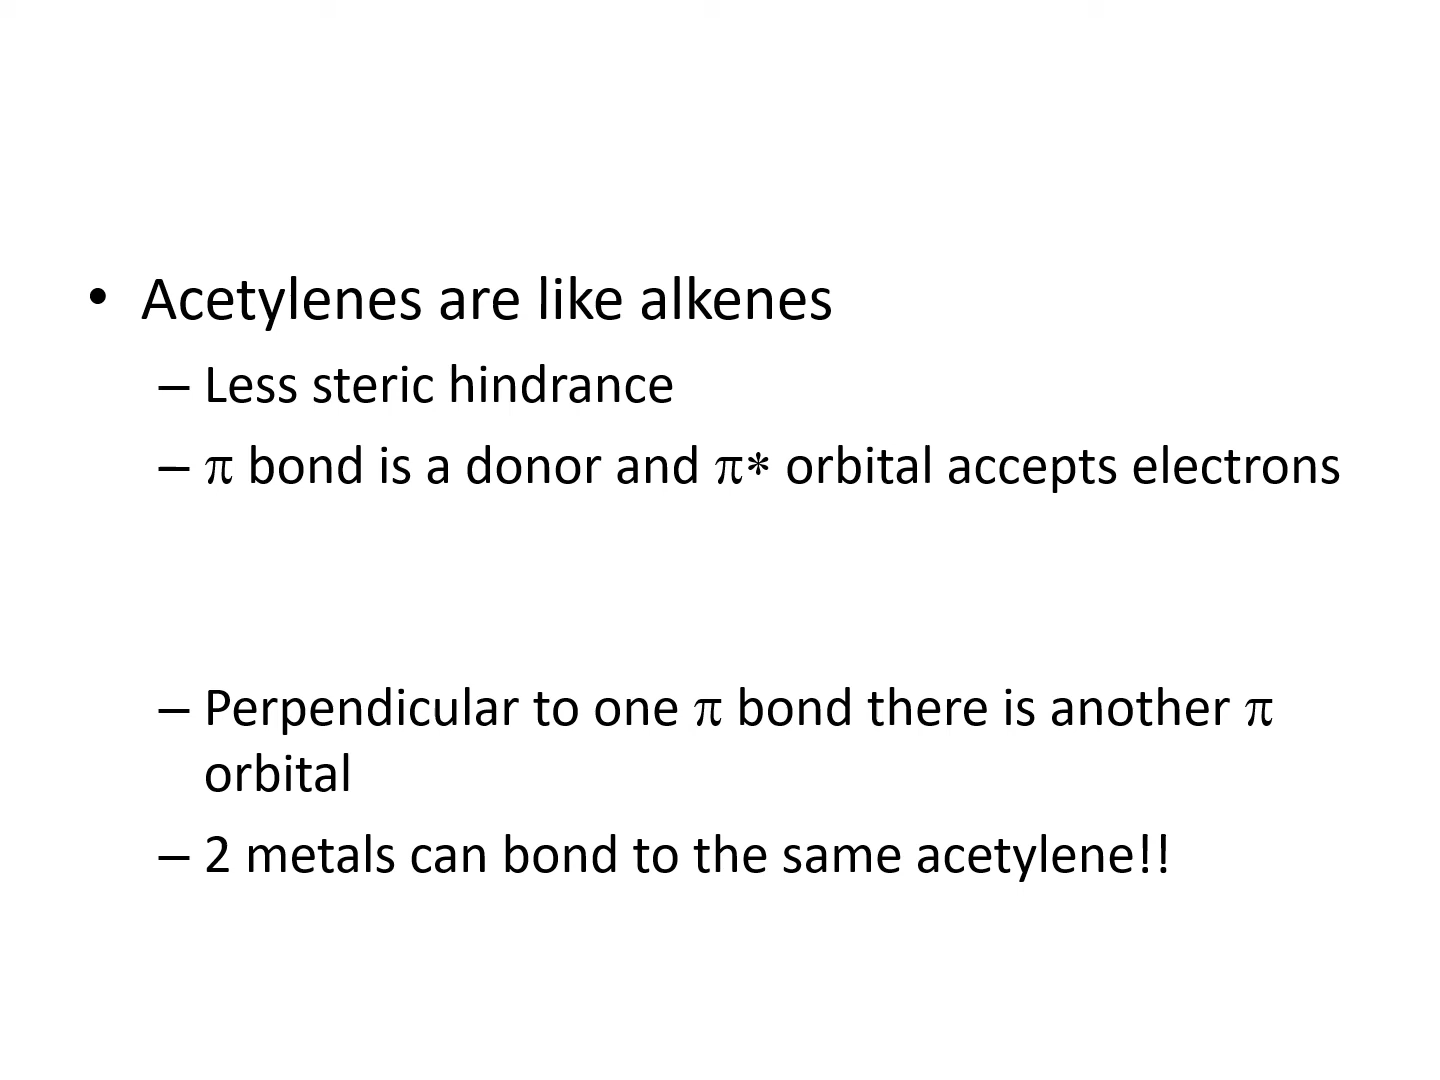 • Acetylenes are like alkenes
– Less steric hindrance
– π bond is a donor and π* orbital accepts electrons
– Perpendicular to one π bond there is another π
orbital
– 2 metals can bond to the same acetylene!!